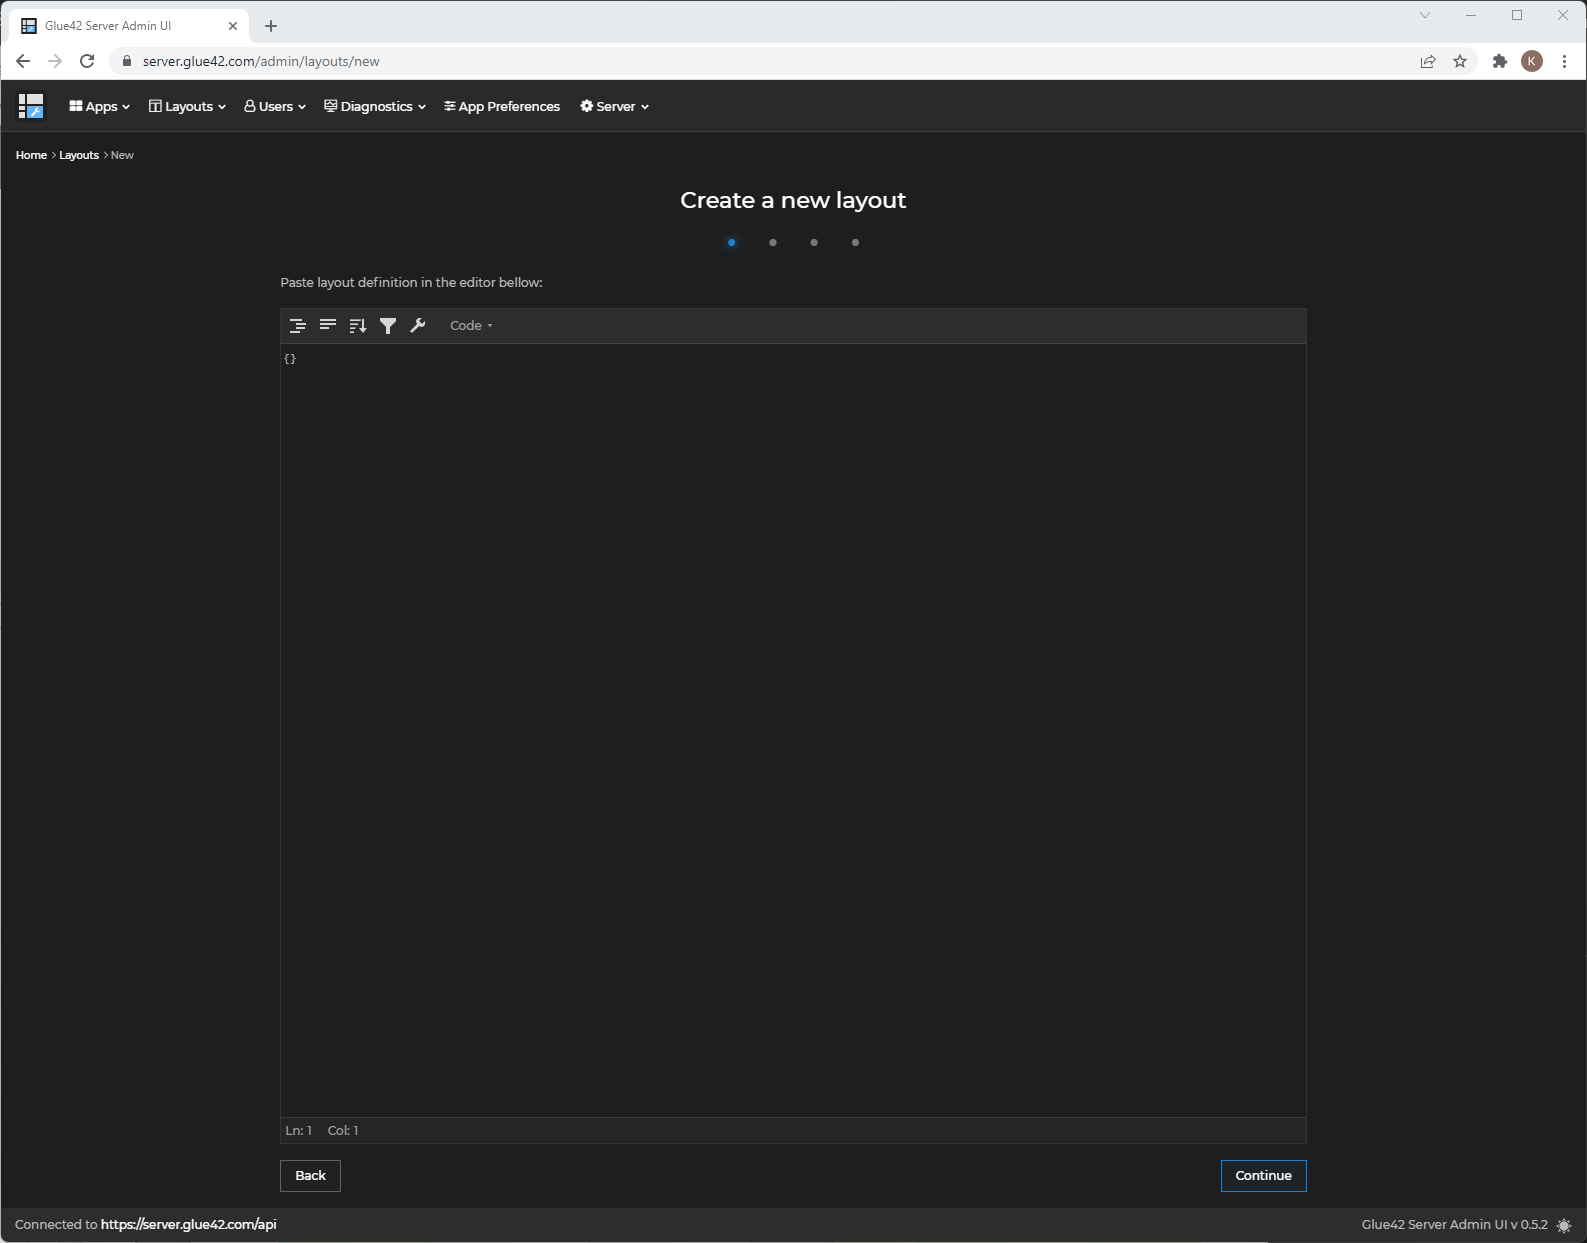 Glue42 Server Admin UI
server.glue42.com/admin/layouts/new
K
Apps Layouts Users Diagnostics App Preferences Server
Home > Layouts > New
Create a new layout
Paste layout definition in the editor bellow:
Code
{}
Ln: 1 Col: 1
Back Continue
Connected to https://server.glue42.com/api Glue42 Server Admin UI v 0.5.2